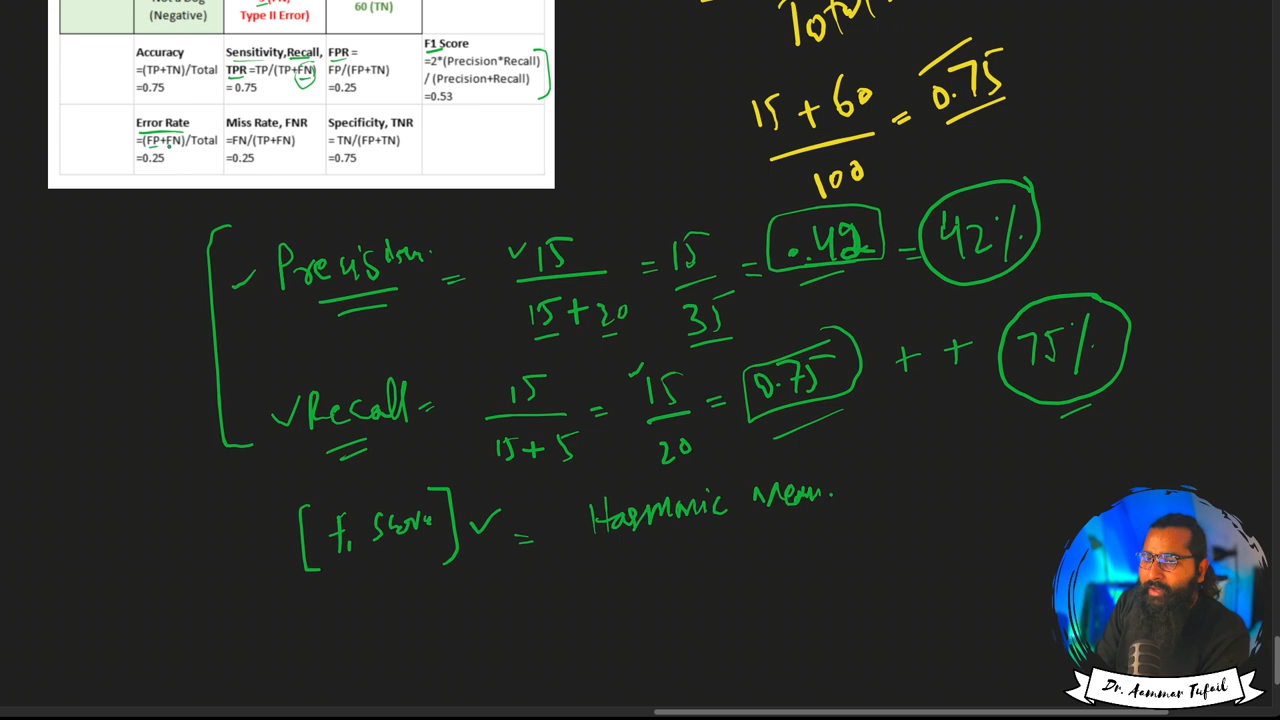 Not a Dog
(Negative)
Type II Error)
60 (TN)
Accuracy
=(TP+TN)/Total
=0.75
Sensitivity,Recall,
TPR =TP/(TP+FN)
= 0.75
FPR =
FP/(FP+TN)
=0.25
F1 Score
=2*(Precision*Recall)
/ (Precision+Recall)
=0.53
Error Rate
=(FP+FN)/Total
=0.25
Miss Rate, FNR
=FN/(TP+FN)
=0.25
Specificity, TNR
= TN/(FP+TN)
=0.75
Total
15 + 60 / 100 = 0.75
✓ Precision = ✓15 / 15 + 20 = 15 / 35 = .42 = 42%
✓ Recall = 15 / 15 + 5 = ✓15 / 20 = 0.75 + + 75%
[F1 Score] ✓ = Harmonic Mean.
Dr. Aammar Tufail